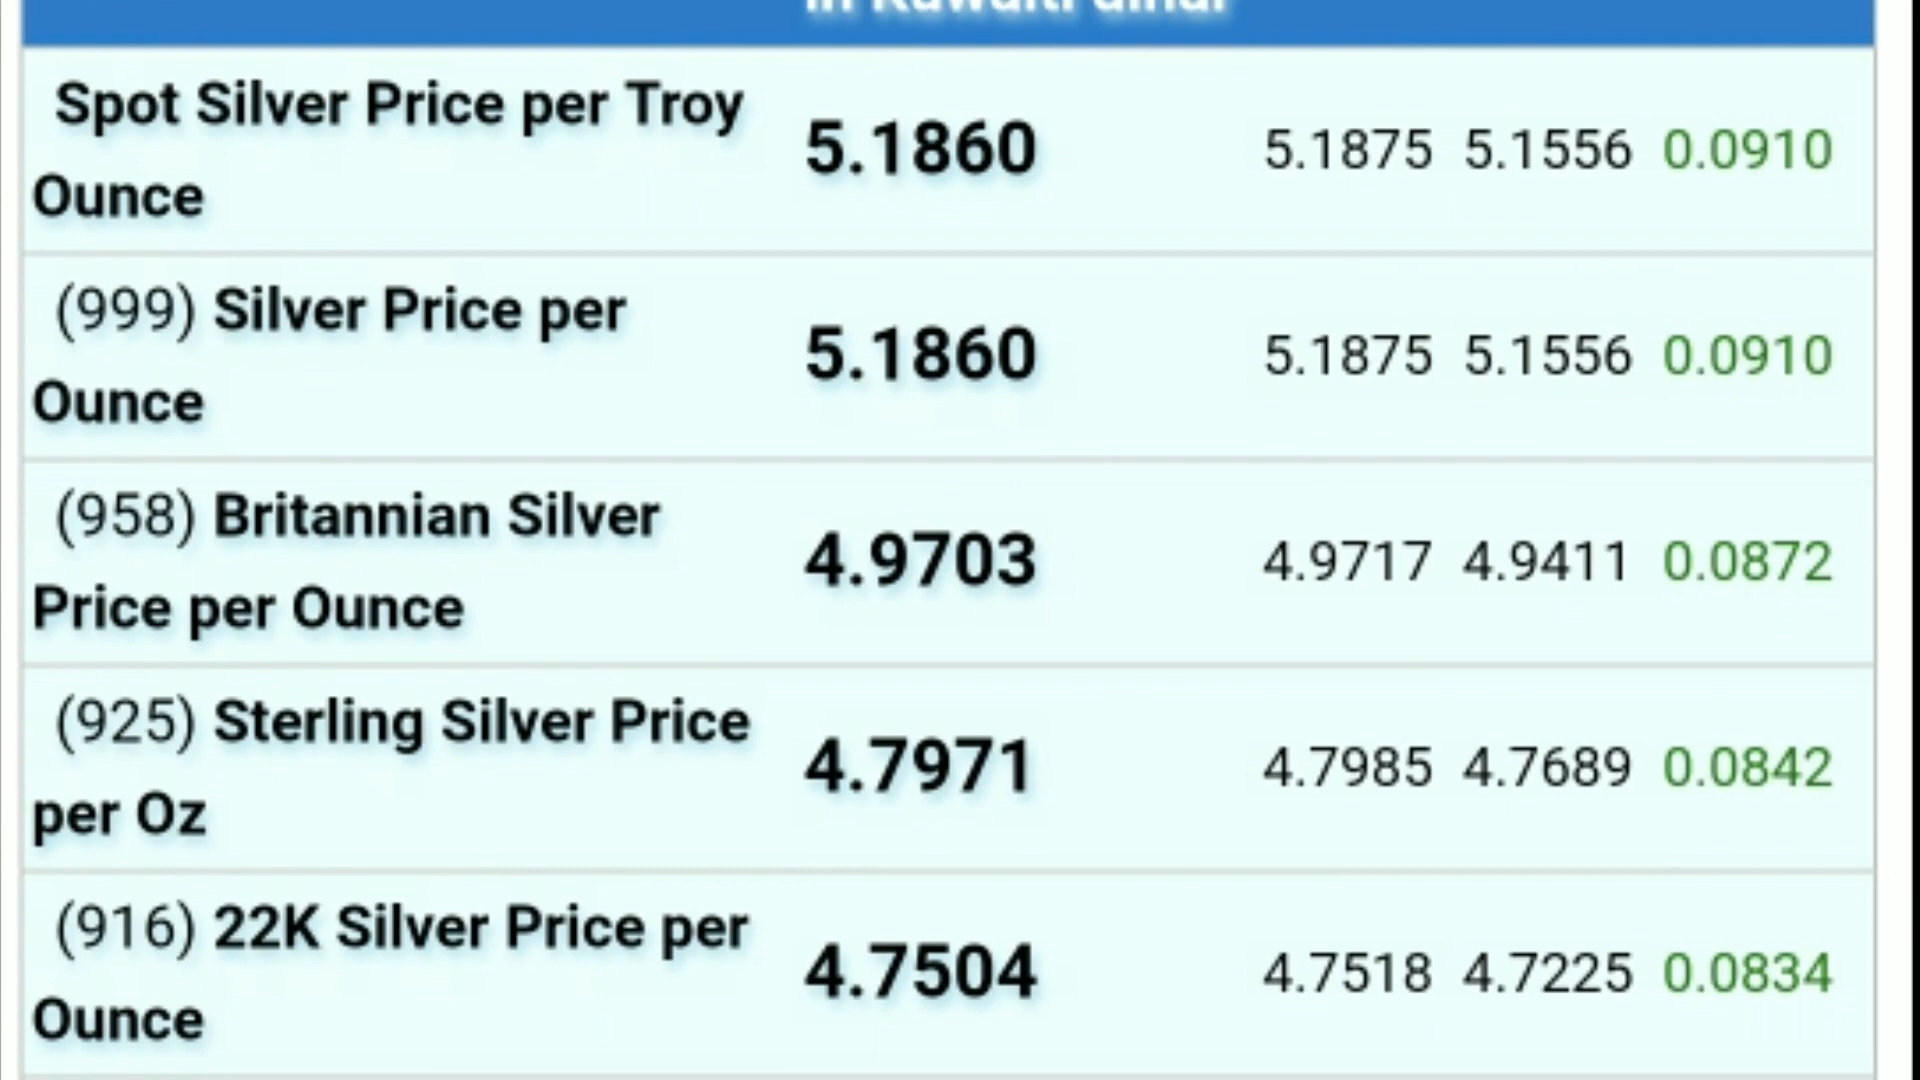 in Kuwaiti dinar
Spot Silver Price per Troy
Ounce
5.1860 5.1875 5.1556 0.0910
(999) Silver Price per
Ounce
5.1860 5.1875 5.1556 0.0910
(958) Britannian Silver
Price per Ounce
4.9703 4.9717 4.9411 0.0872
(925) Sterling Silver Price
per Oz
4.7971 4.7985 4.7689 0.0842
(916) 22K Silver Price per
Ounce
4.7504 4.7518 4.7225 0.0834